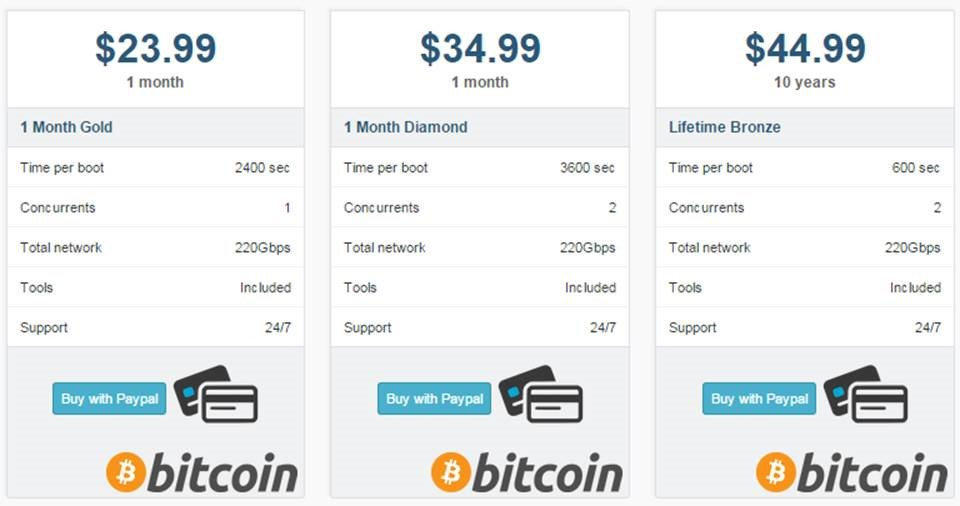 $23.99
1 month
1 Month Gold
Time per boot 2400 sec
Concurrents 1
Total network 220Gbps
Tools Included
Support 24/7
Buy with Paypal
bitcoin
$34.99
1 month
1 Month Diamond
Time per boot 3600 sec
Concurrents 2
Total network 220Gbps
Tools Included
Support 24/7
Buy with Paypal
bitcoin
$44.99
10 years
Lifetime Bronze
Time per boot 600 sec
Concurrents 2
Total network 220Gbps
Tools Included
Support 24/7
Buy with Paypal
bitcoin